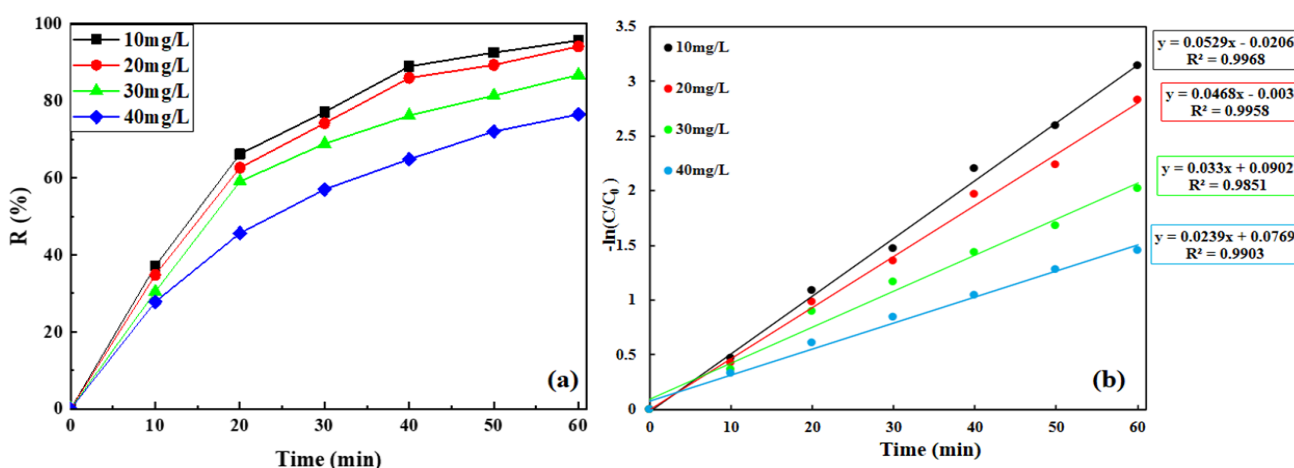 100
80
60
40
20
0
R (%)
10mg/L
20mg/L
30mg/L
40mg/L
(a)
0 10 20 30 40 50 60
Time (min)
-3.5
3-
2.5-
2-
1.5-
1-
0.5-
0
-ln(C/C₀)
10mg/L
20mg/L
30mg/L
40mg/L
(b)
0 10 20 30 40 50 60
Time (min)
y = 0.0529x - 0.0206
R² = 0.9968
y = 0.0468x - 0.003
R² = 0.9958
y = 0.033x + 0.0902
R² = 0.9851
y = 0.0239x + 0.0769
R² = 0.9903